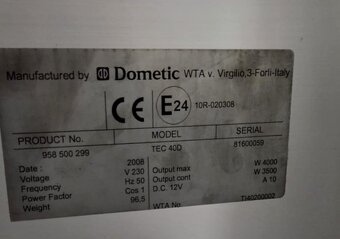 Manufactured by Dometic WTA v. Virgilio,3-Forli-Italy
CE E24 10R-020308
PRODUCT No. MODEL SERIAL
958 500 299 TEC 40D 81600059
Date : 2008 Output max W 4000
Voltage V 230 Output cont W 3500
Frequency Hz 50 D.C. 12V A 10
Power Factor Cos 1
Weight 96,5 WTA No TI40200002